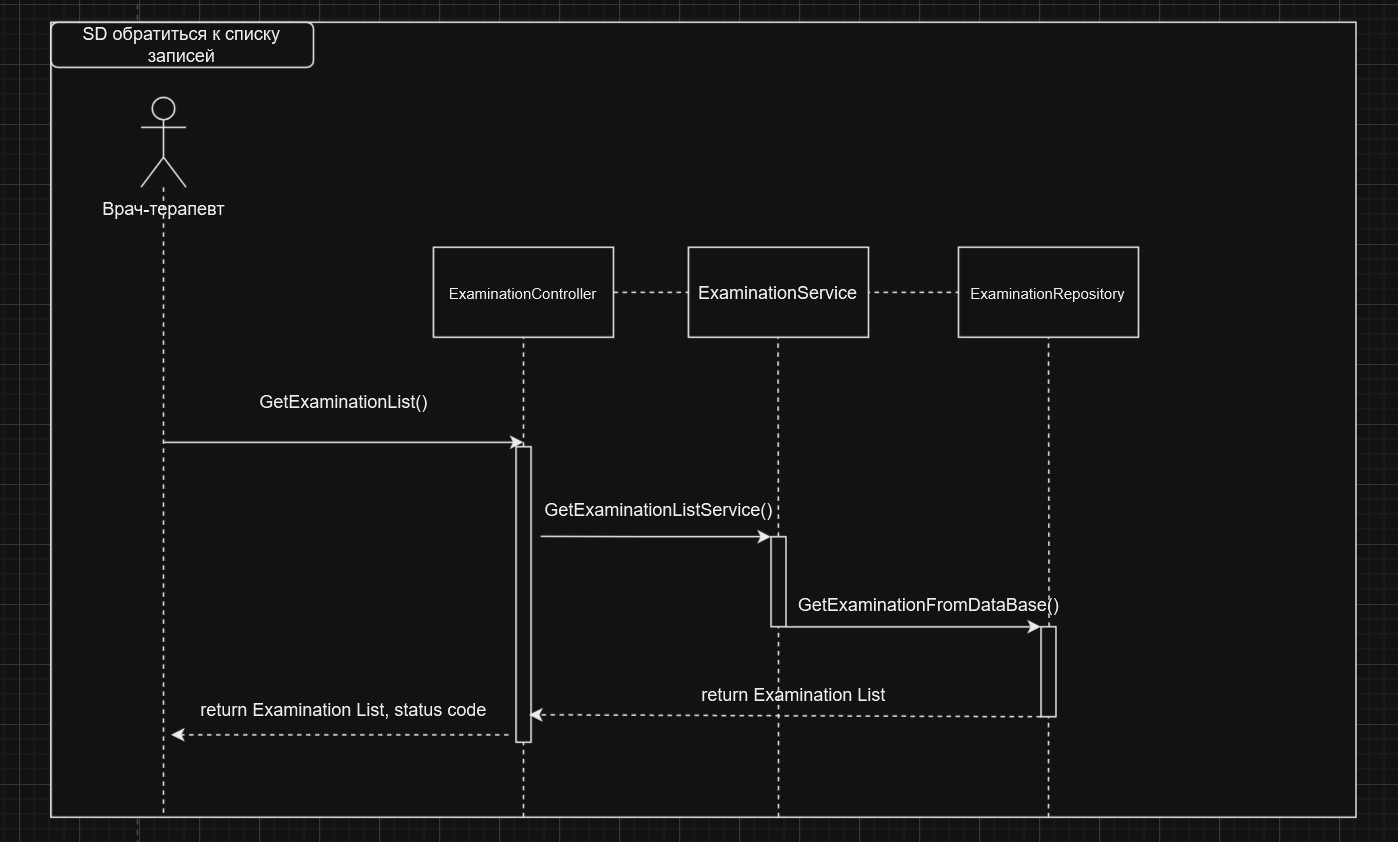 SD обратиться к списку
записей
Врач-терапевт
ExaminationController
ExaminationService
ExaminationRepository
GetExaminationList()
GetExaminationListService()
GetExaminationFromDataBase()
return Examination List
return Examination List, status code